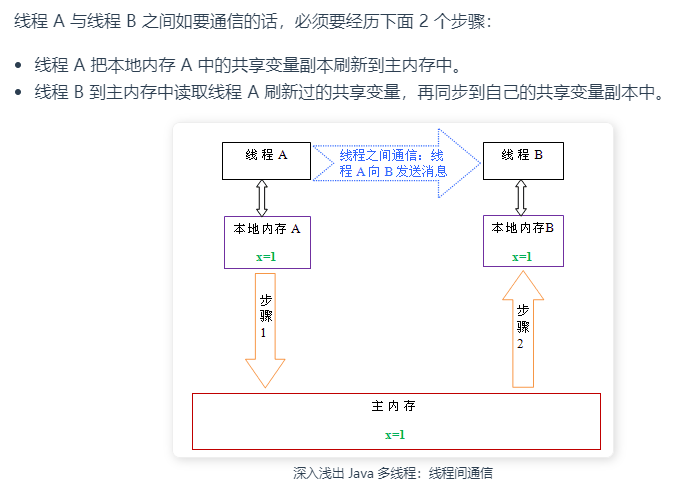 线程 A 与线程 B 之间如要通信的话，必须要经历下面 2 个步骤：
线程 A 把本地内存 A 中的共享变量副本刷新到主内存中。
线程 B 到主内存中读取线程 A 刷新过的共享变量，再同步到自己的共享变量副本中。
线程 A
线程之间通信：线
程 A 向 B 发送消息
线程 B
本地内存 A
x=1
本地内存B
x=1
步
骤
1
步
骤
2
主内存
x=1
深入浅出 Java 多线程：线程间通信